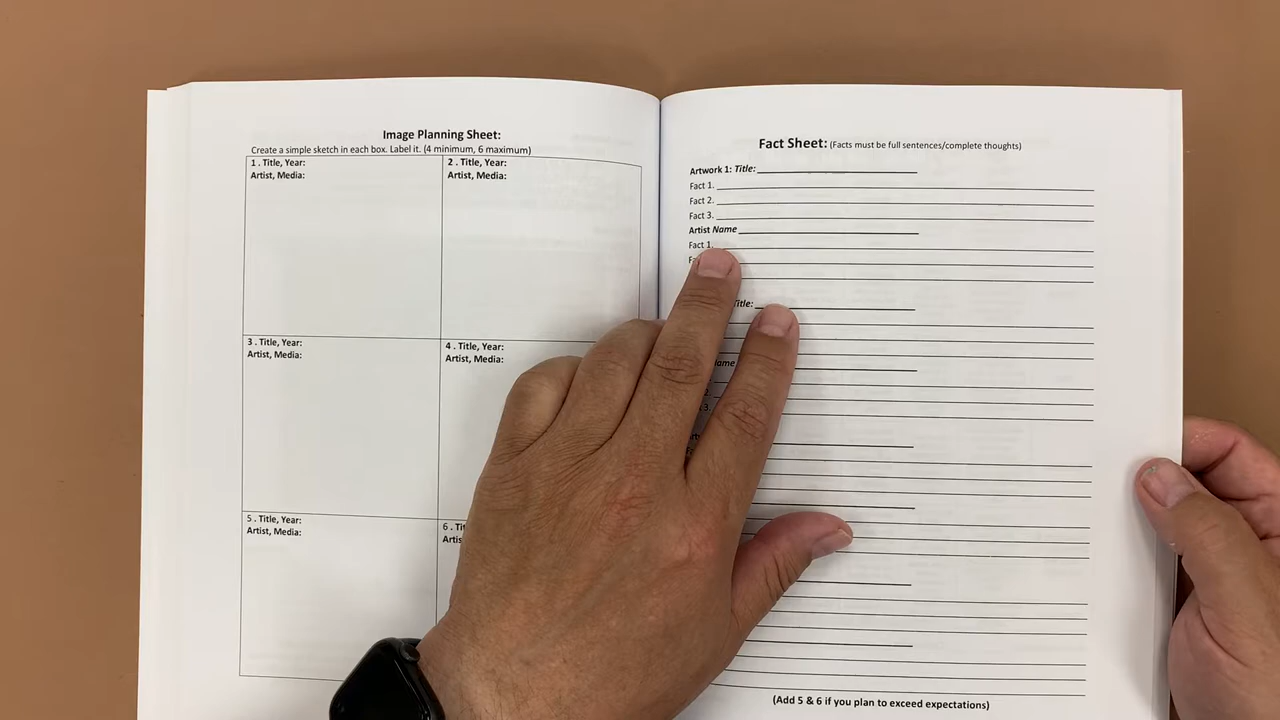 Image Planning Sheet:
Create a simple sketch in each box. Label it. (4 minimum, 6 maximum)
1 . Title, Year:
Artist, Media:
2 . Title, Year:
Artist, Media:
3 . Title, Year:
Artist, Media:
4 . Title, Year:
Artist, Media:
5 . Title, Year:
Artist, Media:
6 .
Fact Sheet: (Facts must be full sentences/complete thoughts)
Artwork 1: Title:
Fact 1.
Fact 2.
Fact 3.
Artist Name
Fact 1.
Title:
3.
(Add 5 & 6 if you plan to exceed expectations)